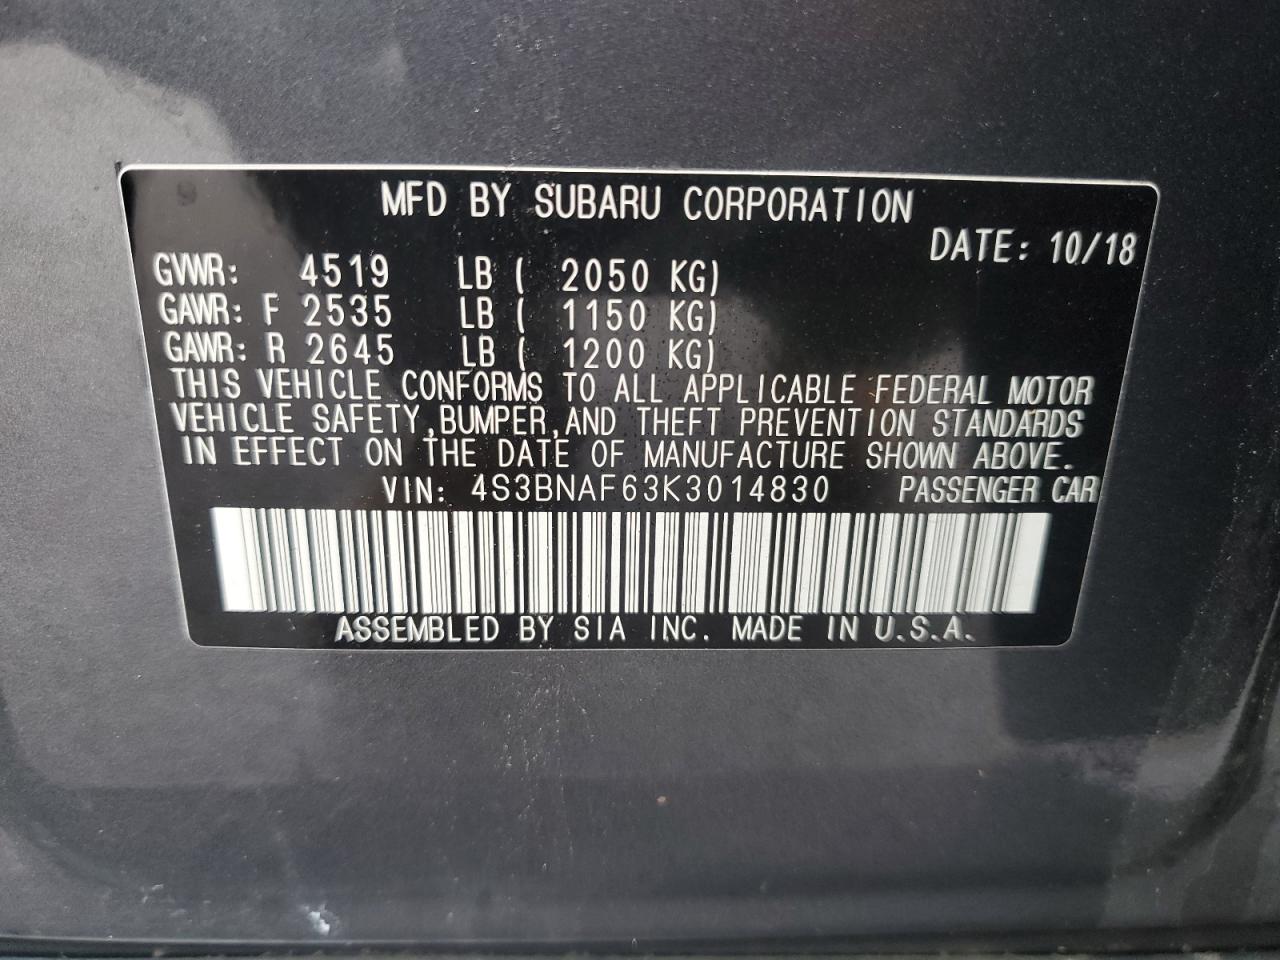 MFD BY SUBARU CORPORATION
DATE: 10/18
GVWR: 4519 LB ( 2050 KG)
GAWR: F 2535 LB ( 1150 KG)
GAWR: R 2645 LB ( 1200 KG)
THIS VEHICLE CONFORMS TO ALL APPLICABLE FEDERAL MOTOR
VEHICLE SAFETY,BUMPER,AND THEFT PREVENTION STANDARDS
IN EFFECT ON THE DATE OF MANUFACTURE SHOWN ABOVE.
VIN: 4S3BNAF63K3014830 PASSENGER CAR
ASSEMBLED BY SIA INC. MADE IN U.S.A.